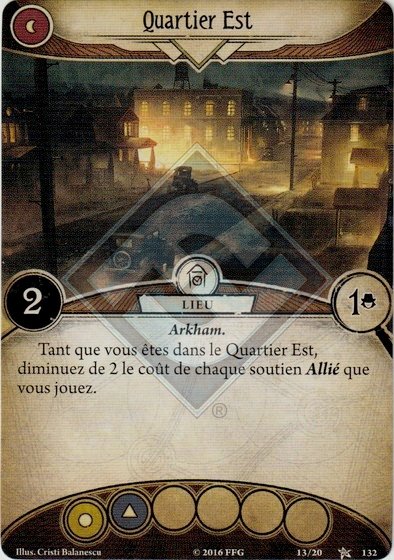 Quartier Est
2
LIEU
1
Arkham.
Tant que vous êtes dans le Quartier Est,
diminuez de 2 le coût de chaque soutien Allié que
vous jouez.
®
Illus. Cristi Balanescu
© 2016 FFG
13/20
132